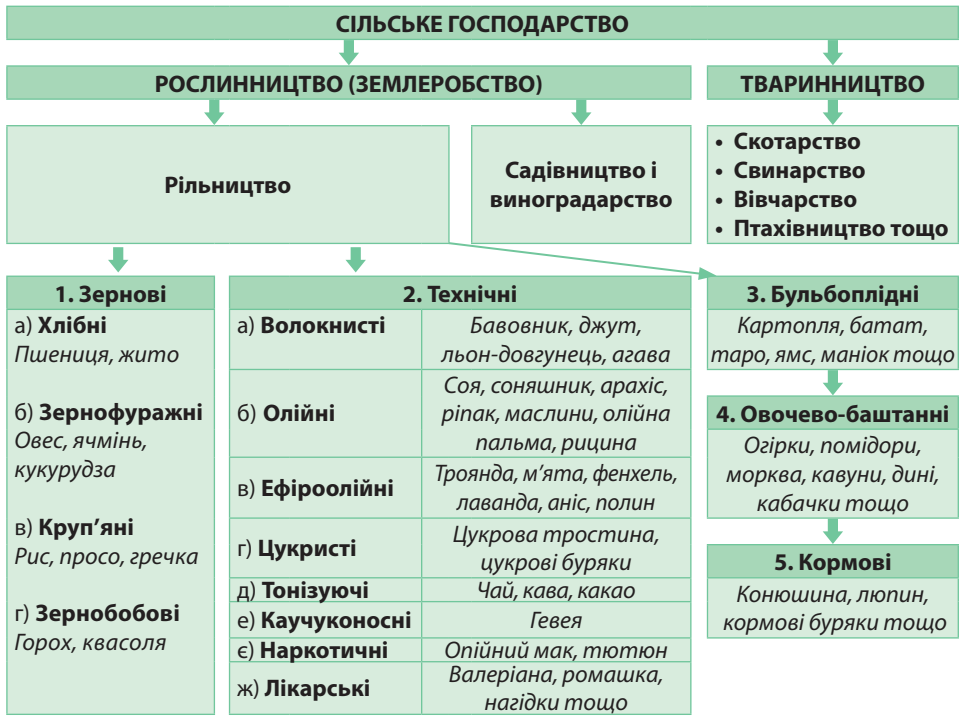 СІЛЬСЬКЕ ГОСПОДАРСТВО
РОСЛИННИЦТВО (ЗЕМЛЕРОБСТВО)
ТВАРИННИЦТВО
Рільництво
Садівництво і
виноградарство
• Скотарство
• Свинарство
• Вівчарство
• Птахівництво тощо
1. Зернові
а) Хлібні
Пшениця, жито
б) Зернофуражні
Овес, ячмінь,
кукурудза
в) Круп’яні
Рис, просо, гречка
г) Зернобобові
Горох, квасоля
2. Технічні
а) Волокнисті
Бавовник, джут,
льон-довгунець, агава
б) Олійні
Соя, соняшник, арахіс,
ріпак, маслини, олійна
пальма, рицина
в) Ефіроолійні
Троянда, м’ята, фенхель,
лаванда, аніс, полин
г) Цукристі
Цукрова тростина,
цукрові буряки
д) Тонізуючі
Чай, кава, какао
е) Каучуконосні
Гевея
є) Наркотичні
Опійний мак, тютюн
ж) Лікарські
Валеріана, ромашка,
нагідки тощо
3. Бульбоплідні
Картопля, батат,
таро, ямс, маніок тощо
4. Овочево-баштанні
Огірки, помідори,
морква, кавуни, дині,
кабачки тощо
5. Кормові
Конюшина, люпин,
кормові буряки тощо